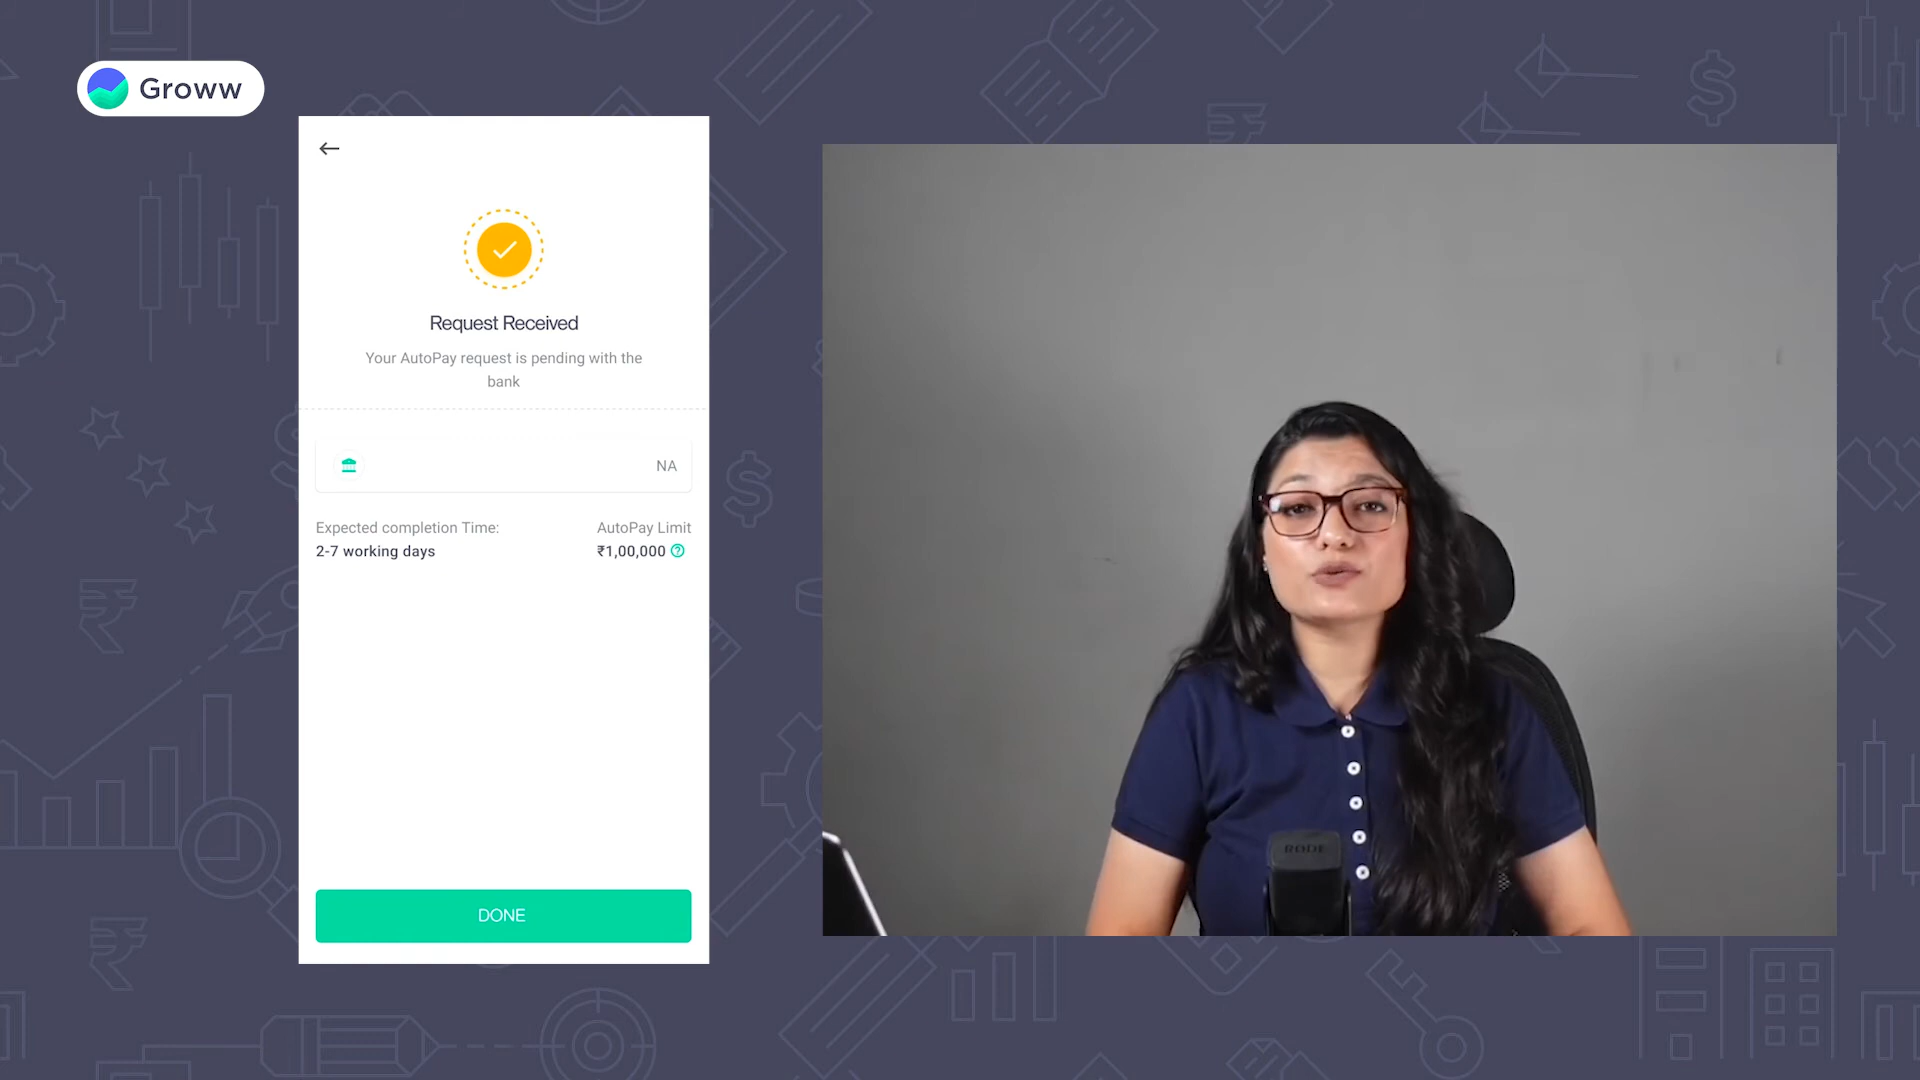 Groww
Request Received
Your AutoPay request is pending with the
bank
NA
Expected completion Time:
AutoPay Limit
2-7 working days
₹1,00,000
DONE
RODE